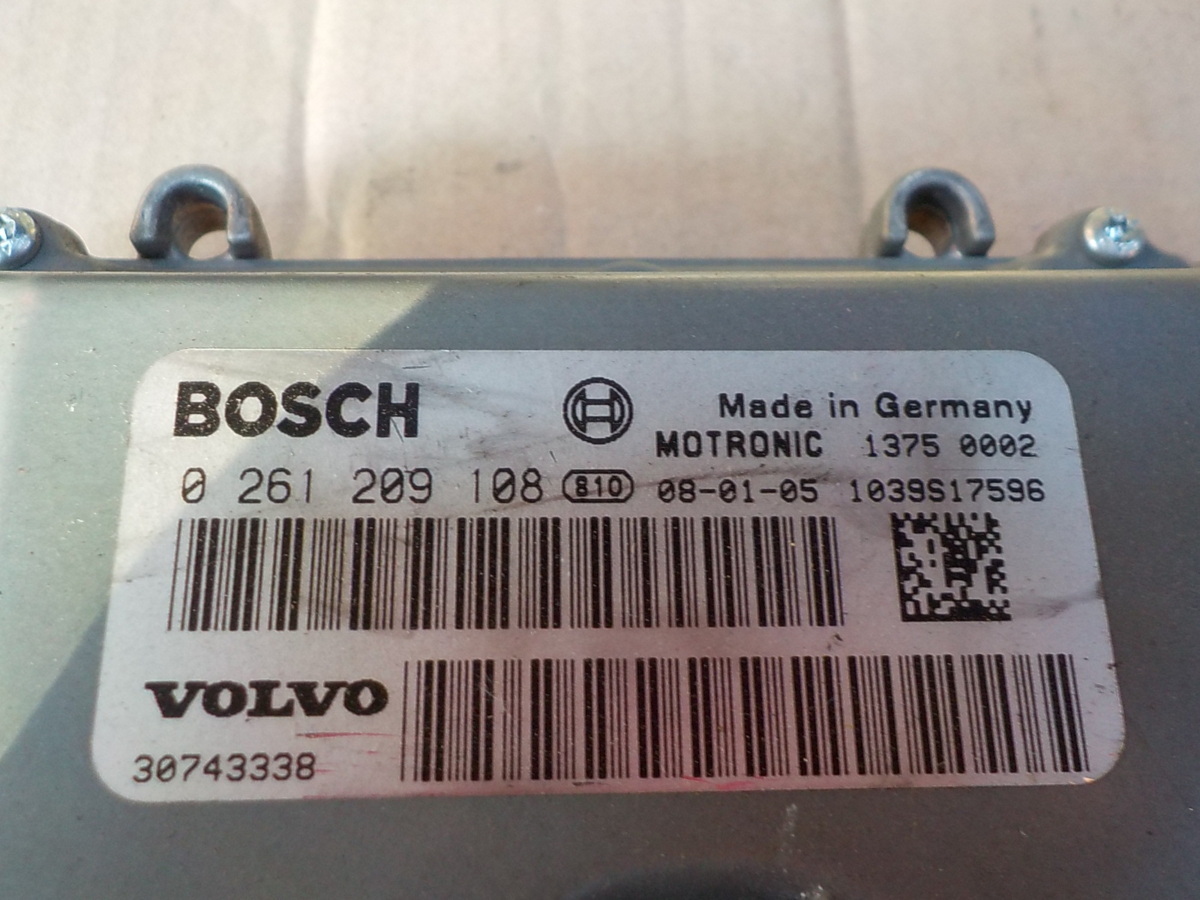 BOSCH
Made in Germany
MOTRONIC 1375 0002
0 261 209 108 810 08-01-05 1039S17596
VOLVO
30743338